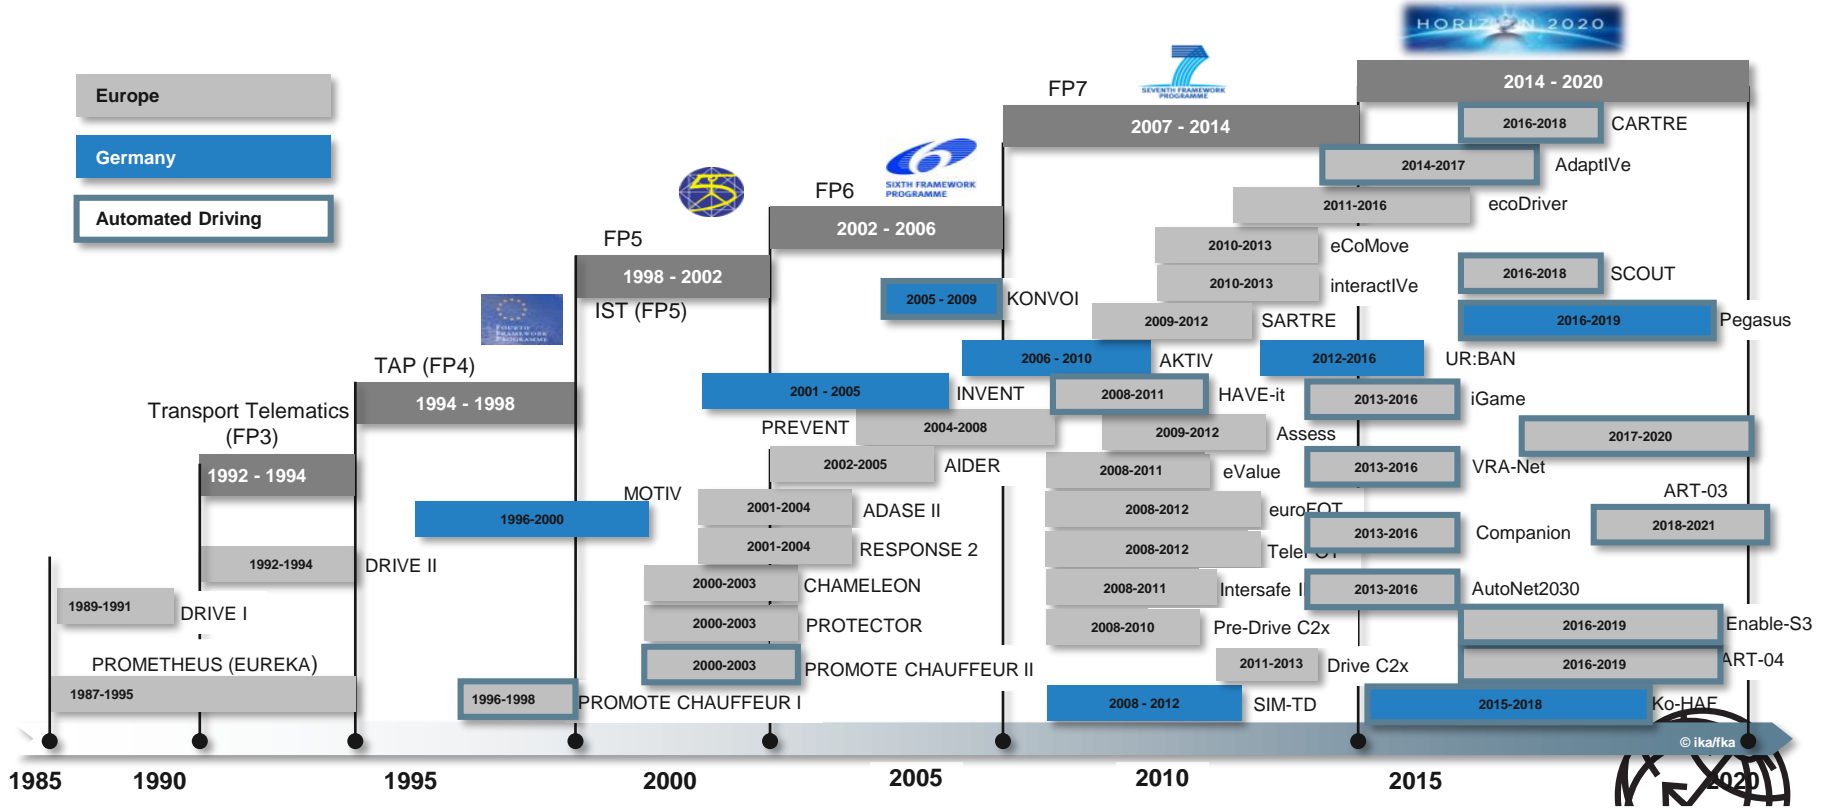 HORIZON 2020
Europe
Germany
Automated Driving
2014 - 2020
FP7
SEVENTH FRAMEWORK
PROGRAMME
2007 - 2014
2016-2018
CARTRE
2014-2017
AdaptIVe
FP6
SIXTH FRAMEWORK
PROGRAMME
2002 - 2006
2011-2016
ecoDriver
FP5
1998 - 2002
IST (FP5)
2010-2013
eCoMove
2010-2013
interactIVe
2016-2018
SCOUT
2005 - 2009
KONVOI
2009-2012
SARTRE
2016-2019
Pegasus
FOURTH
FRAMEWORK
PROGRAMME
TAP (FP4)
1994 - 1998
2006 - 2010
AKTIV
2012-2016
UR:BAN
2001 - 2005
INVENT
2008-2011
HAVE-it
2013-2016
iGame
Transport Telematics
(FP3)
1992 - 1994
PREVENT
2004-2008
2009-2012
Assess
2017-2020
2002-2005
AIDER
2008-2011
eValue
2013-2016
VRA-Net
MOTIV
1996-2000
2001-2004
ADASE II
2008-2012
euroFOT
ART-03
2018-2021
2001-2004
RESPONSE 2
2008-2012
TeleFOT
2013-2016
Companion
1992-1994
DRIVE II
2000-2003
CHAMELEON
2008-2011
Intersafe II
2013-2016
AutoNet2030
1989-1991
DRIVE I
2000-2003
PROTECTOR
2008-2010
Pre-Drive C2x
2016-2019
Enable-S3
PROMETHEUS (EUREKA)
1987-1995
2000-2003
PROMOTE CHAUFFEUR II
2011-2013
Drive C2x
2016-2019
ART-04
1996-1998
PROMOTE CHAUFFEUR I
2008 - 2012
SIM-TD
2015-2018
Ko-HAF
© ika/fka
1985
1990
1995
2000
2005
2010
2015
2020